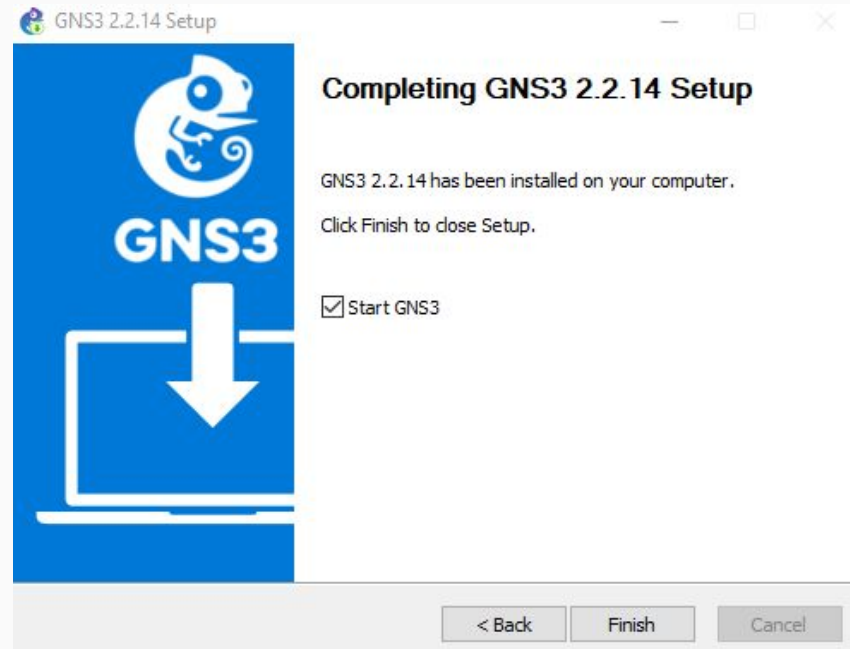 GNS3 2.2.14 Setup
Completing GNS3 2.2.14 Setup
GNS3 2.2.14 has been installed on your computer.
Click Finish to close Setup.
Start GNS3
GNS3
< Back
Finish
Cancel